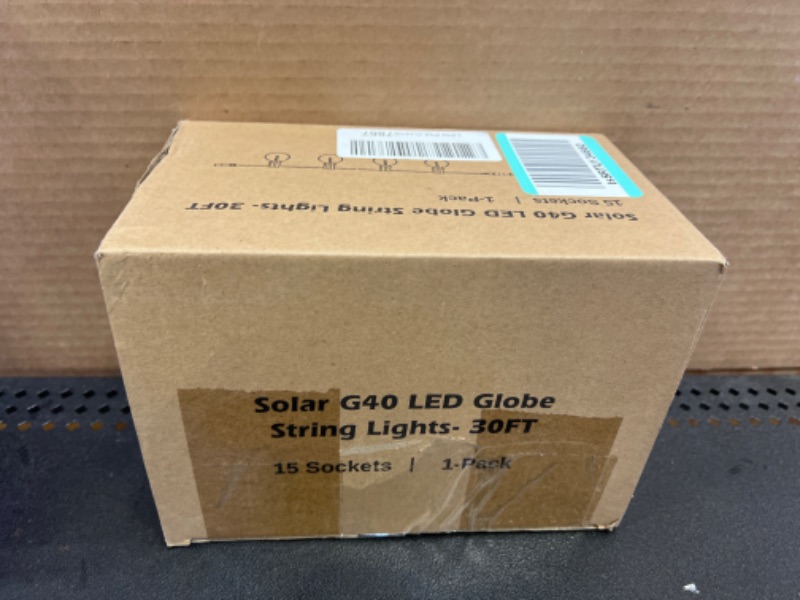 Solar G40 LED Globe String Lights- 30FT
15 Sockets | 1-Pack
Solar G40 LED Globe
String Lights- 30FT
15 Sockets | 1-Pack